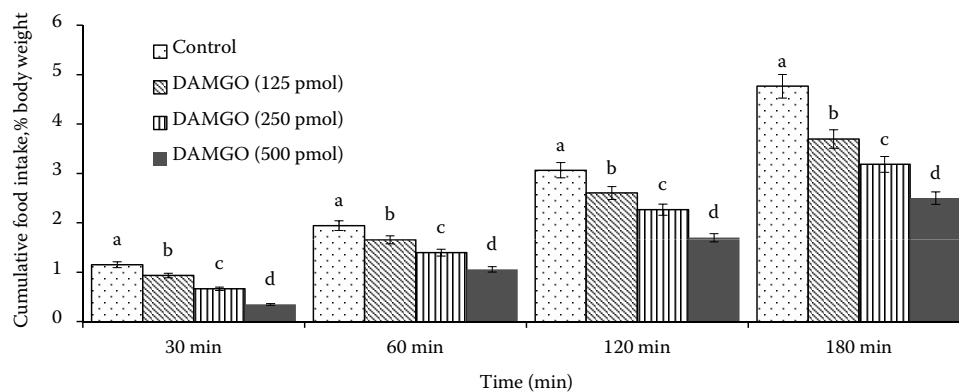 6
5
4
3
2
1
0
Cumulative food intake,% body weight
Control
DAMGO (125 pmol)
DAMGO (250 pmol)
DAMGO (500 pmol)
a b c d
a b c d
a b c d
a b c d
30 min 60 min 120 min 180 min
Time (min)